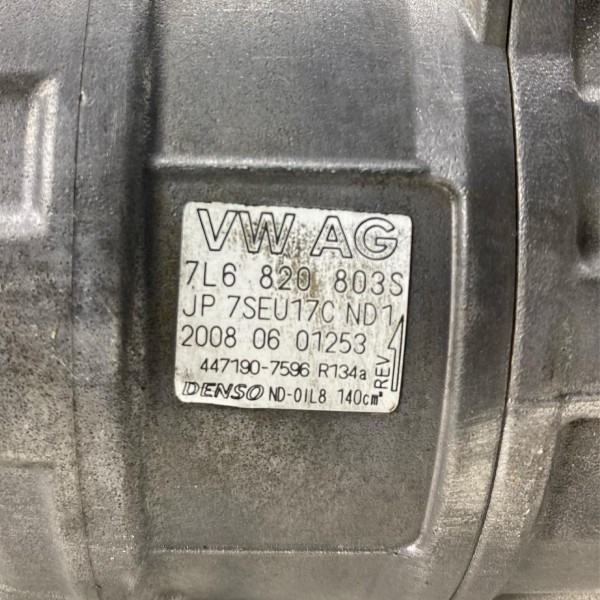 VW AG
7L6 820 803S
JP 7SEU17C ND1
2008 06 01253
447190-7596 R134a
DENSO ND-OIL8 140cm³
REV